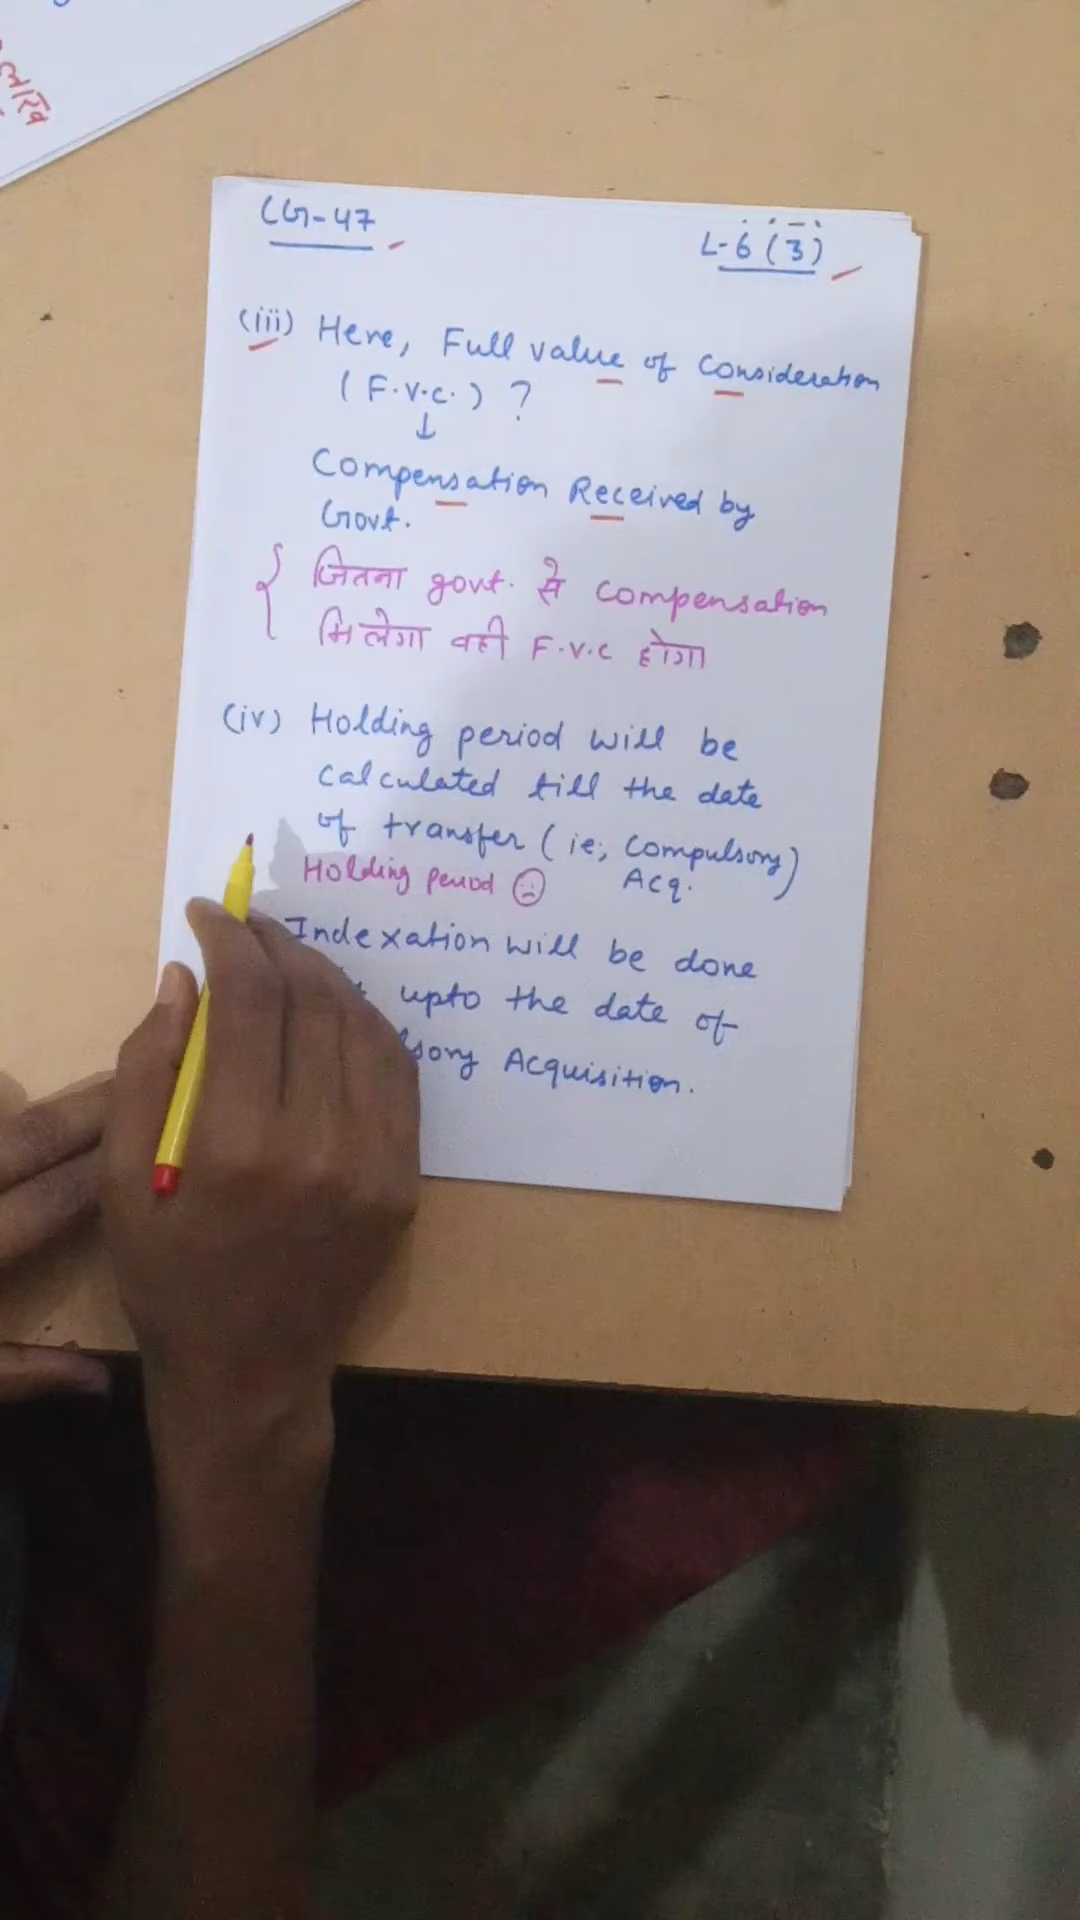 लाख
CG-47
L-6 (3)
(iii) Here, Full value of Consideration
(F.V.C.) ?
↓
Compensation Received by
Govt.
{ जितना govt. से compensation
मिलेगा वही F.V.C होगा
(iv) Holding period will be
calculated till the date
of transfer (ie; Compulsory
Acq. )
Holding period ☹
Indexation will be done
upto the date of
Acquisition.